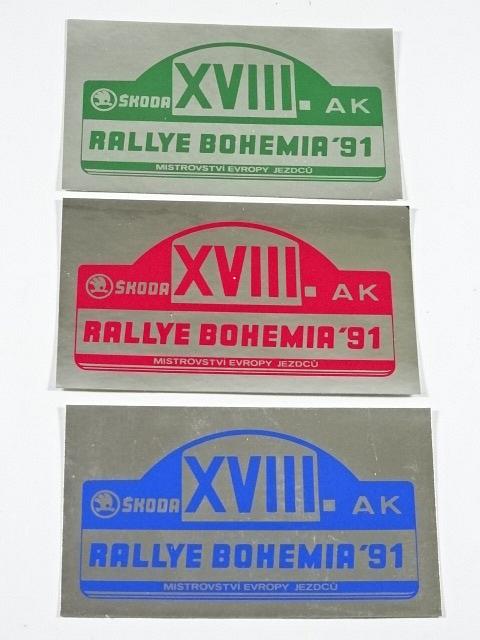 ŠKODA XVIII. AK
RALLYE BOHEMIA '91
MISTROVSTVÍ EVROPY JEZDCŮ
ŠKODA XVIII. AK
RALLYE BOHEMIA '91
MISTROVSTVÍ EVROPY JEZDCŮ
ŠKODA XVIII. AK
RALLYE BOHEMIA '91
MISTROVSTVÍ EVROPY JEZDCŮ